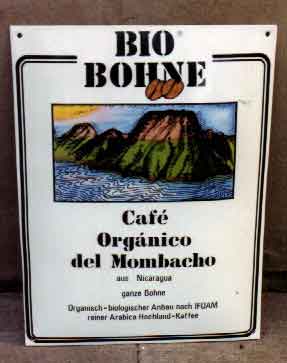 BIO
BOHNE
Café
Orgánico
del Mombacho
aus Nicaragua
ganze Bohne
Organisch-biologischer Anbau nach IFOAM
reiner Arabica Hochland-Kaffee